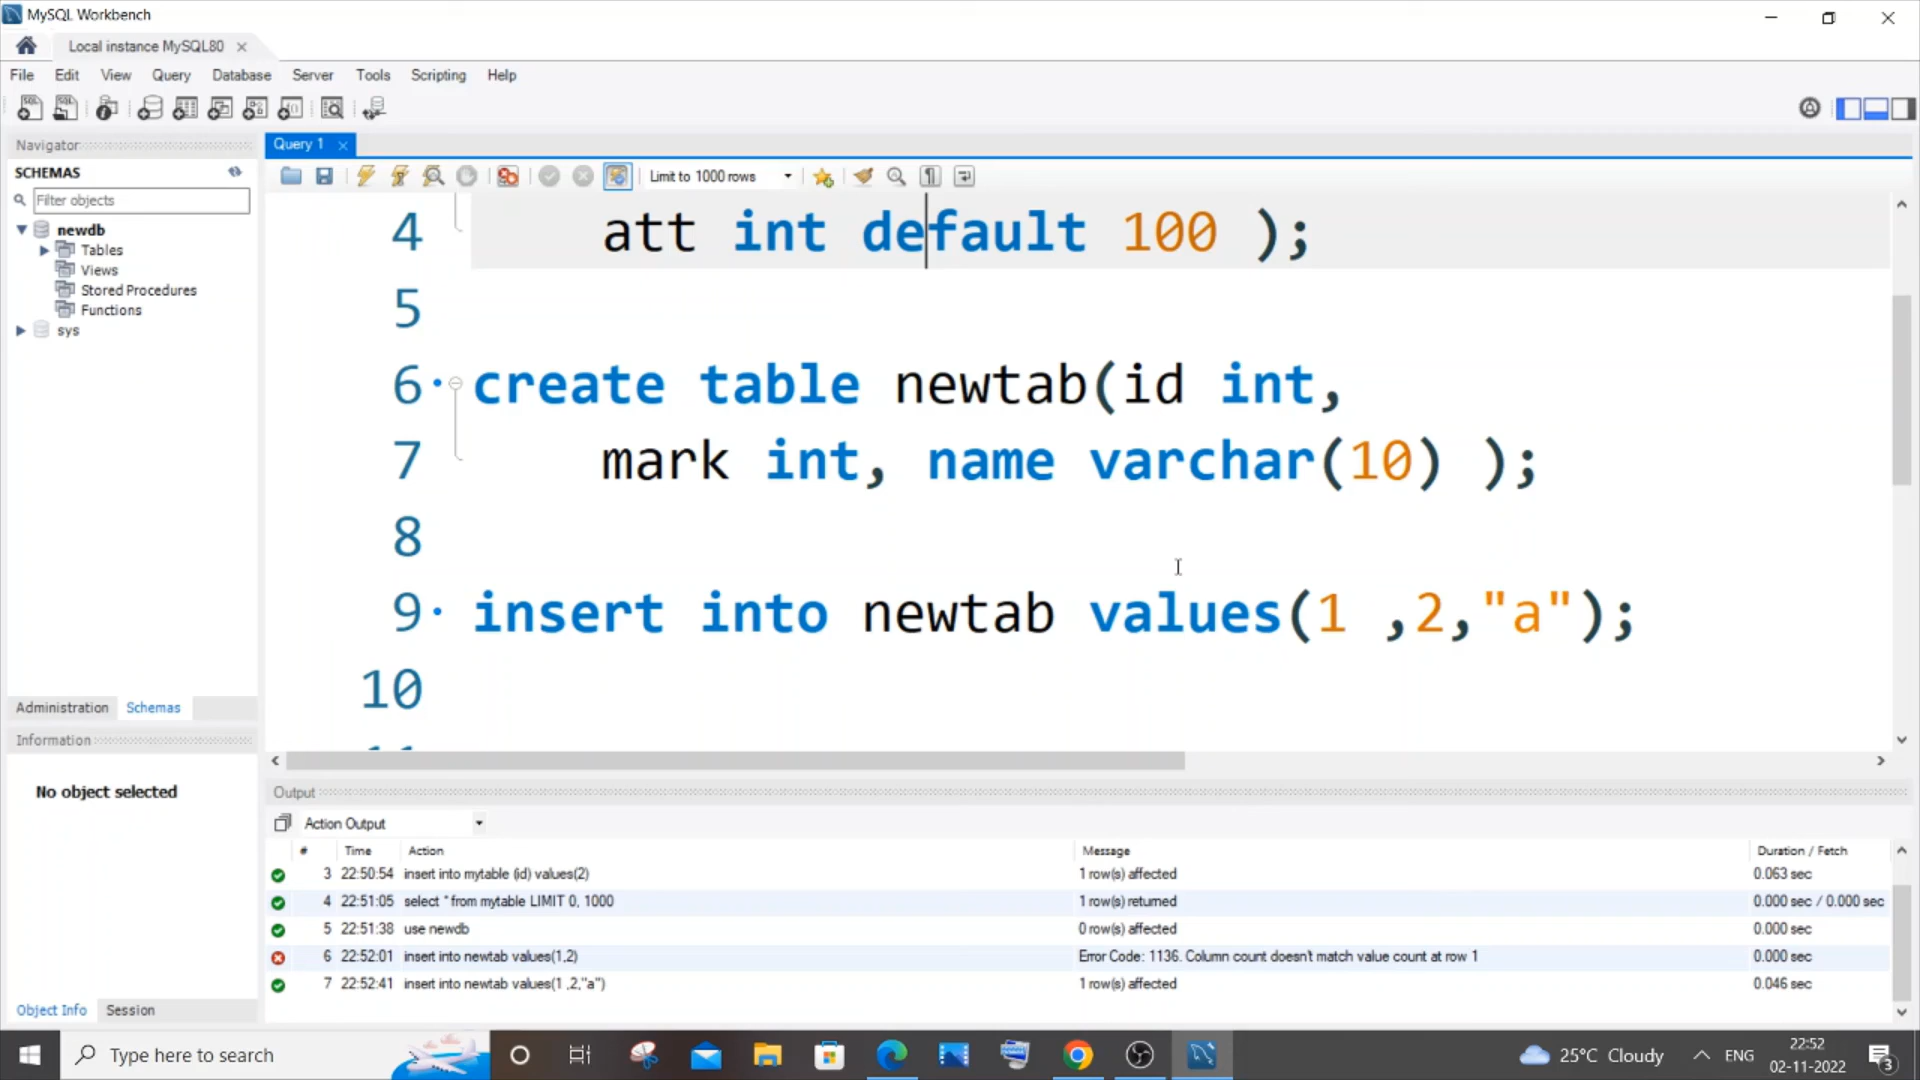 MySQL Workbench
Local instance MySQL80
File Edit View Query Database Server Tools Scripting Help
Navigator
SCHEMAS
Filter objects
newdb
Tables
Views
Stored Procedures
Functions
sys
Administration Schemas
Information
No object selected
Object Info Session
Query 1
Limit to 1000 rows
4 att int default 100 );
5
6 create table newtab(id int,
7 mark int, name varchar(10) );
8
9 insert into newtab values(1 ,2,"a");
10
Output
Action Output
# Time Action Message Duration / Fetch
3 22:50:54 insert into mytable (id) values(2) 1 row(s) affected 0.063 sec
4 22:51:05 select * from mytable LIMIT 0, 1000 1 row(s) returned 0.000 sec / 0.000 sec
5 22:51:38 use newdb 0 row(s) affected 0.000 sec
6 22:52:01 insert into newtab values(1,2) Error Code: 1136. Column count doesn't match value count at row 1 0.000 sec
7 22:52:41 insert into newtab values(1 ,2,"a") 1 row(s) affected 0.046 sec
Type here to search
25°C Cloudy
ENG
22:52
02-11-2022
3